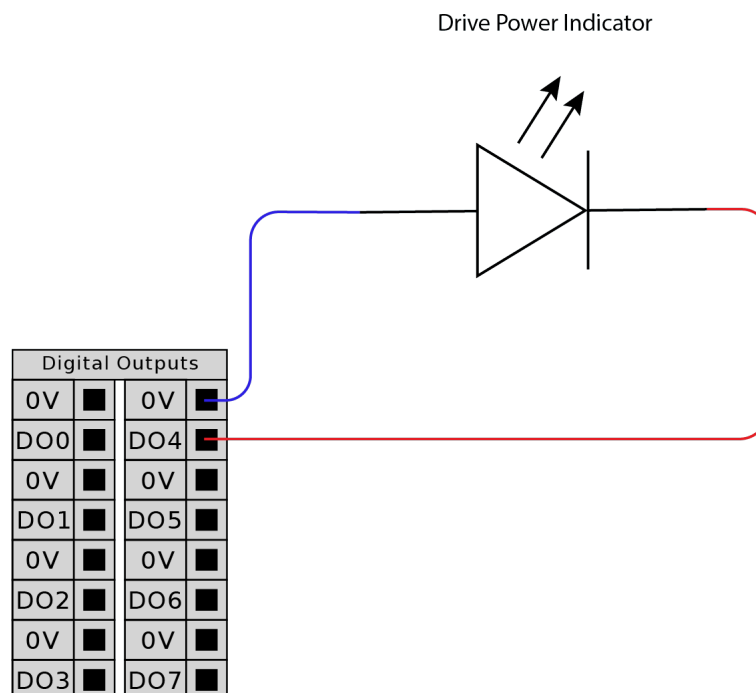 Drive Power Indicator
Digital Outputs
0V 0V
DO0 DO4
0V 0V
DO1 DO5
0V 0V
DO2 DO6
0V 0V
DO3 DO7